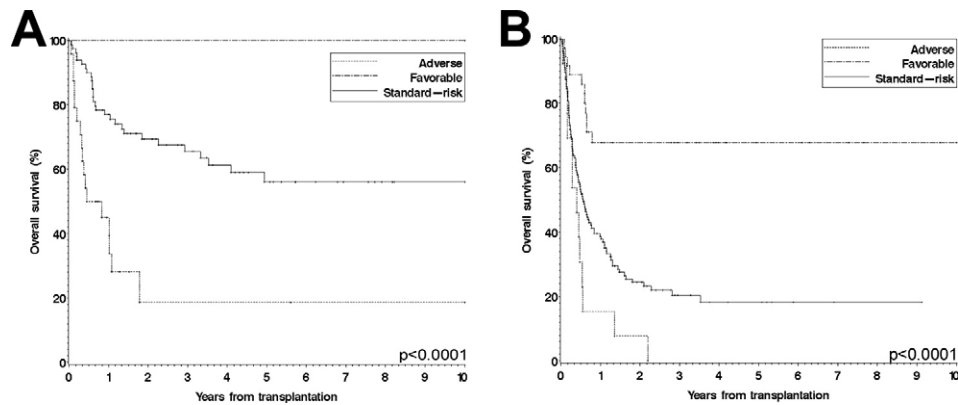 A
Overall survival (%)
100
80
60
40
20
0
Adverse
Favorable
Standard—risk
p<0.0001
0 1 2 3 4 5 6 7 8 9 10
Years from transplantation
B
Overall survival (%)
100
80
60
40
20
0
Adverse
Favorable
Standard—risk
p<0.0001
0 1 2 3 4 5 6 7 8 9 10
Years from transplantation